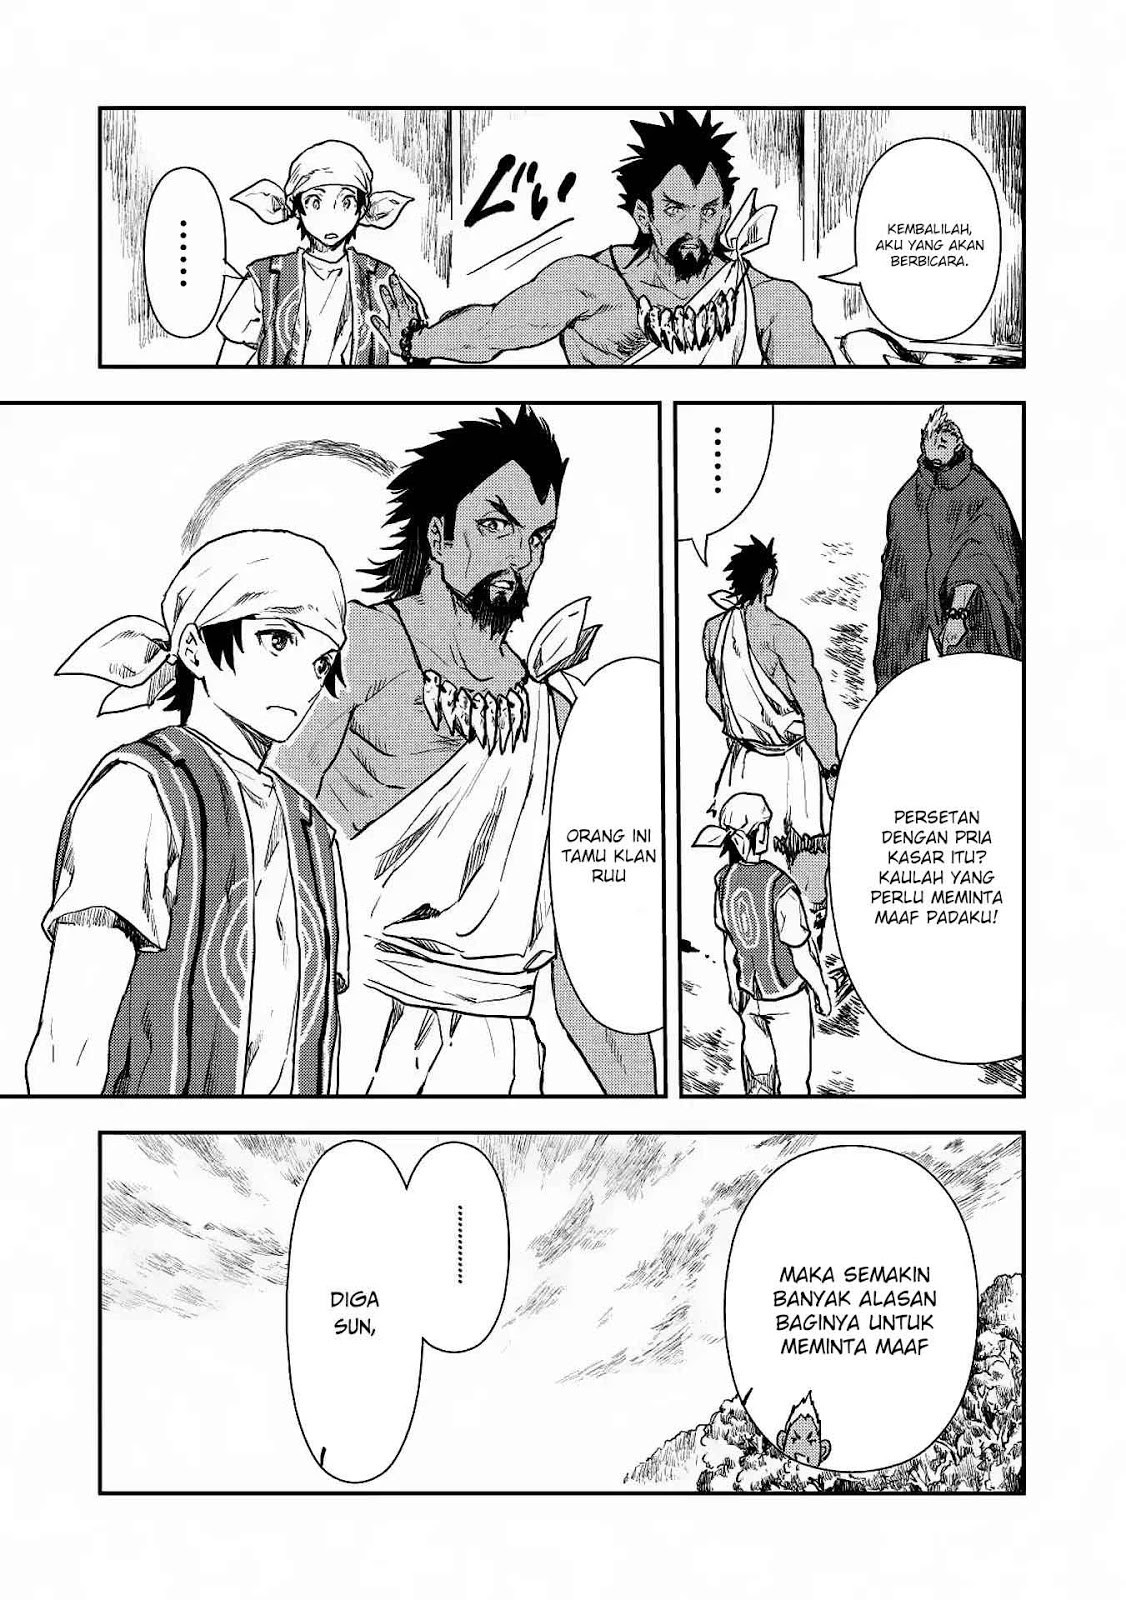 KEMBALILAH,
AKU YANG AKAN
BERBICARA.
ぐい
......
......
PERSETAN
DENGAN PRIA
KASAR ITU?
KAULAH YANG
PERLU MEMINTA
MAAF PADAKU!
ORANG INI
TAMU KLAN
RUU
MAKA SEMAKIN
BANYAK ALASAN
BAGINYA UNTUK
MEMINTA MAAF
............
DIGA
SUN,